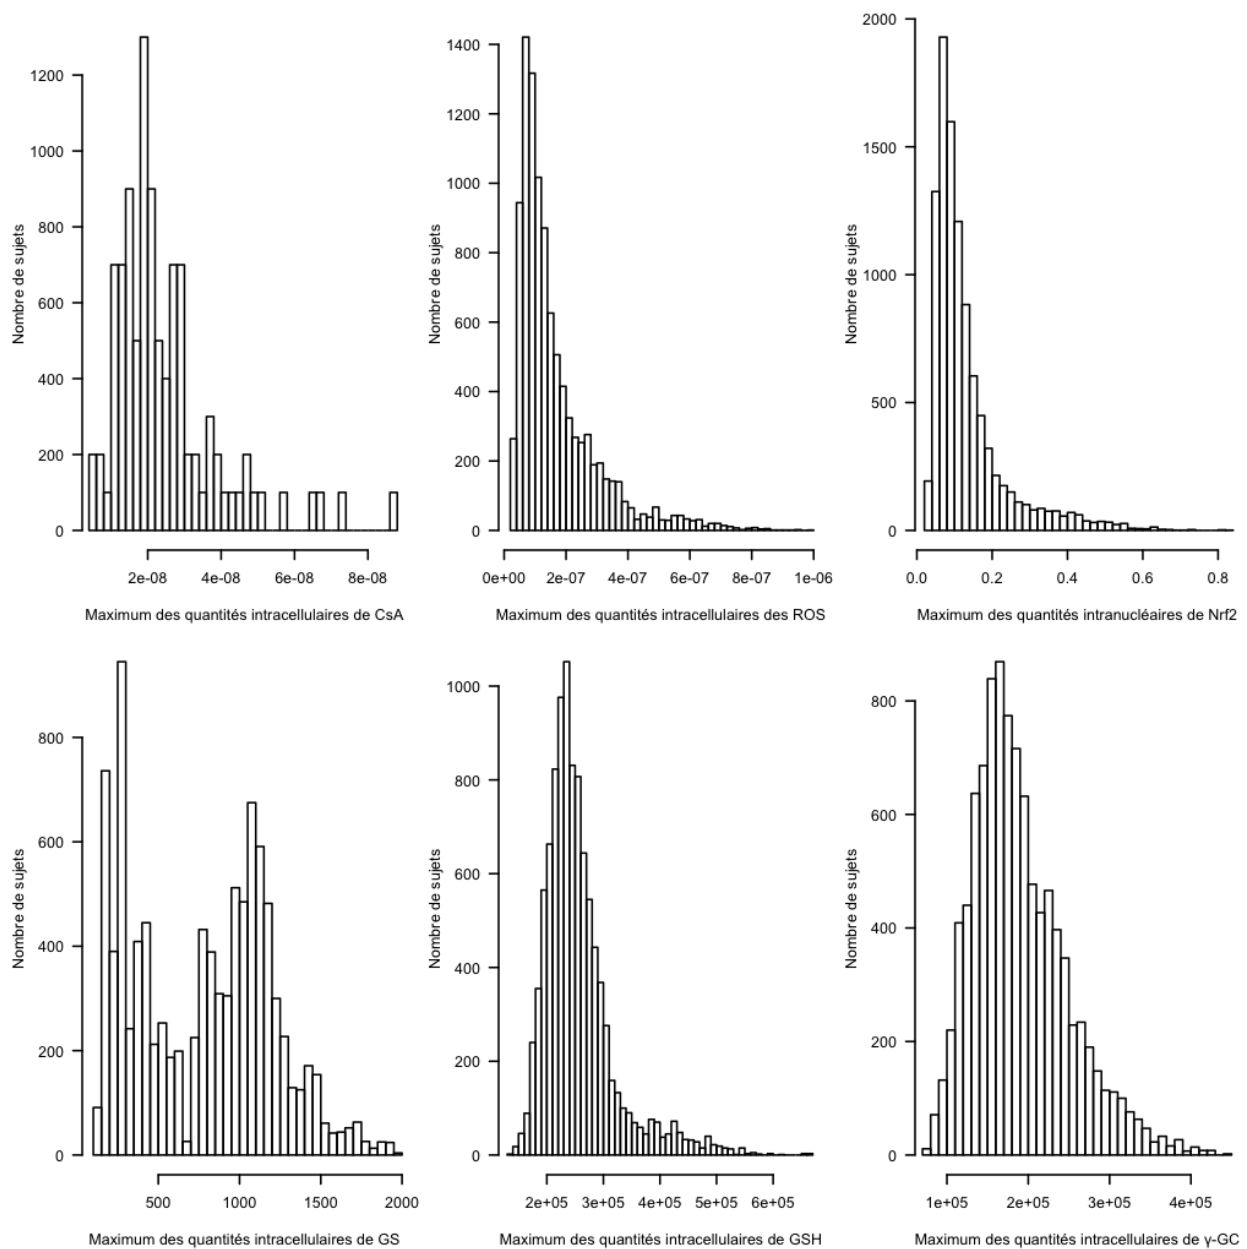 1200
1000
800
600
400
200
0
Nombre de sujets
2e-08 4e-08 6e-08 8e-08
Maximum des quantités intracellulaires de CsA
1400
1200
1000
800
600
400
200
0
Nombre de sujets
0e+00 2e-07 4e-07 6e-07 8e-07 1e-06
Maximum des quantités intracellulaires des ROS
2000
1500
1000
500
0
Nombre de sujets
0.0 0.2 0.4 0.6 0.8
Maximum des quantités intranucléaires de Nrf2
800
600
400
200
0
Nombre de sujets
500 1000 1500 2000
Maximum des quantités intracellulaires de GS
1000
800
600
400
200
0
Nombre de sujets
2e+05 3e+05 4e+05 5e+05 6e+05
Maximum des quantités intracellulaires de GSH
800
600
400
200
0
Nombre de sujets
1e+05 2e+05 3e+05 4e+05
Maximum des quantités intracellulaires de γ-GC